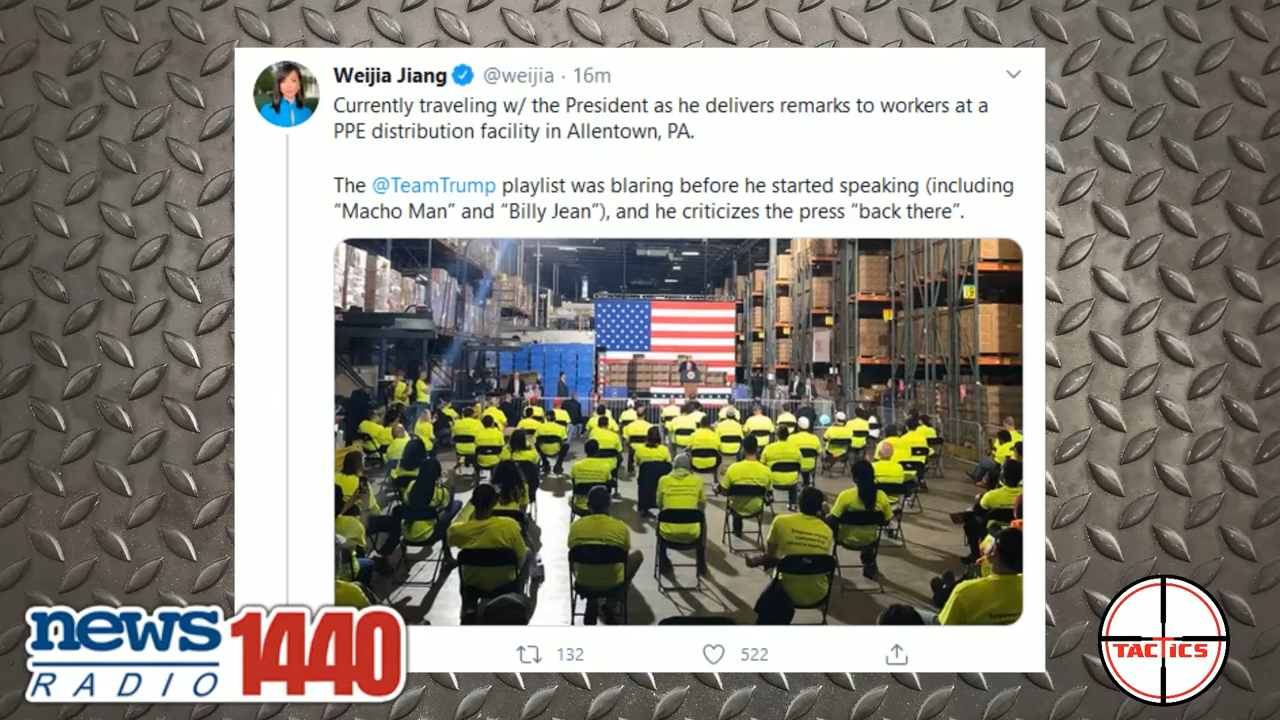 Weijia Jiang @weijia · 16m
Currently traveling w/ the President as he delivers remarks to workers at a
PPE distribution facility in Allentown, PA.
The @TeamTrump playlist was blaring before he started speaking (including
“Macho Man” and “Billy Jean”), and he criticizes the press “back there”.
132 522
news 1440
RADIO
TACTICS